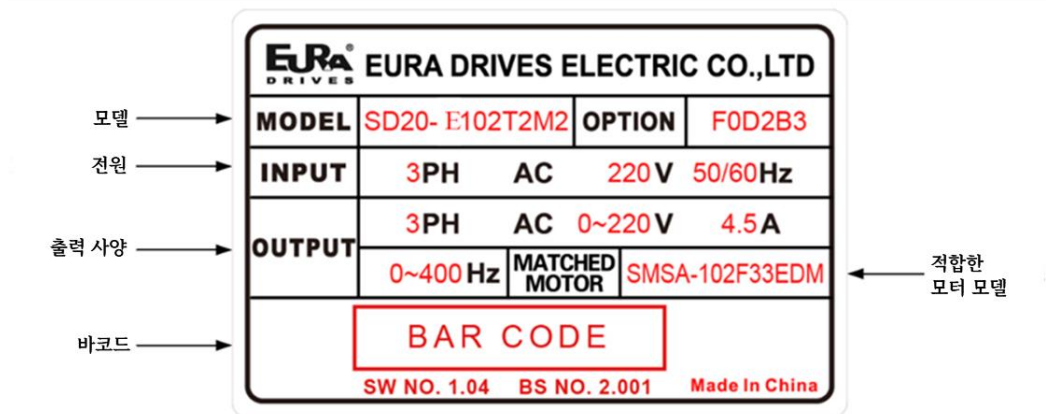 EURA DRIVES EURA DRIVES ELECTRIC CO.,LTD
모델 MODEL SD20- E102T2M2 OPTION F0D2B3
전원 INPUT 3PH AC 220V 50/60Hz
출력 사양 OUTPUT 3PH AC 0~220V 4.5A
0~400Hz MATCHED MOTOR SMSA-102F33EDM 적합한 모터 모델
바코드 BAR CODE
SW NO. 1.04 BS NO. 2.001 Made In China